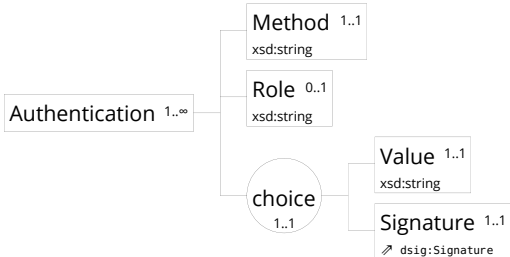 Method 1..1
xsd:string
Role 0..1
xsd:string
Authentication 1..∞
Value 1..1
xsd:string
choice
1..1
Signature 1..1
⇗ dsig:Signature